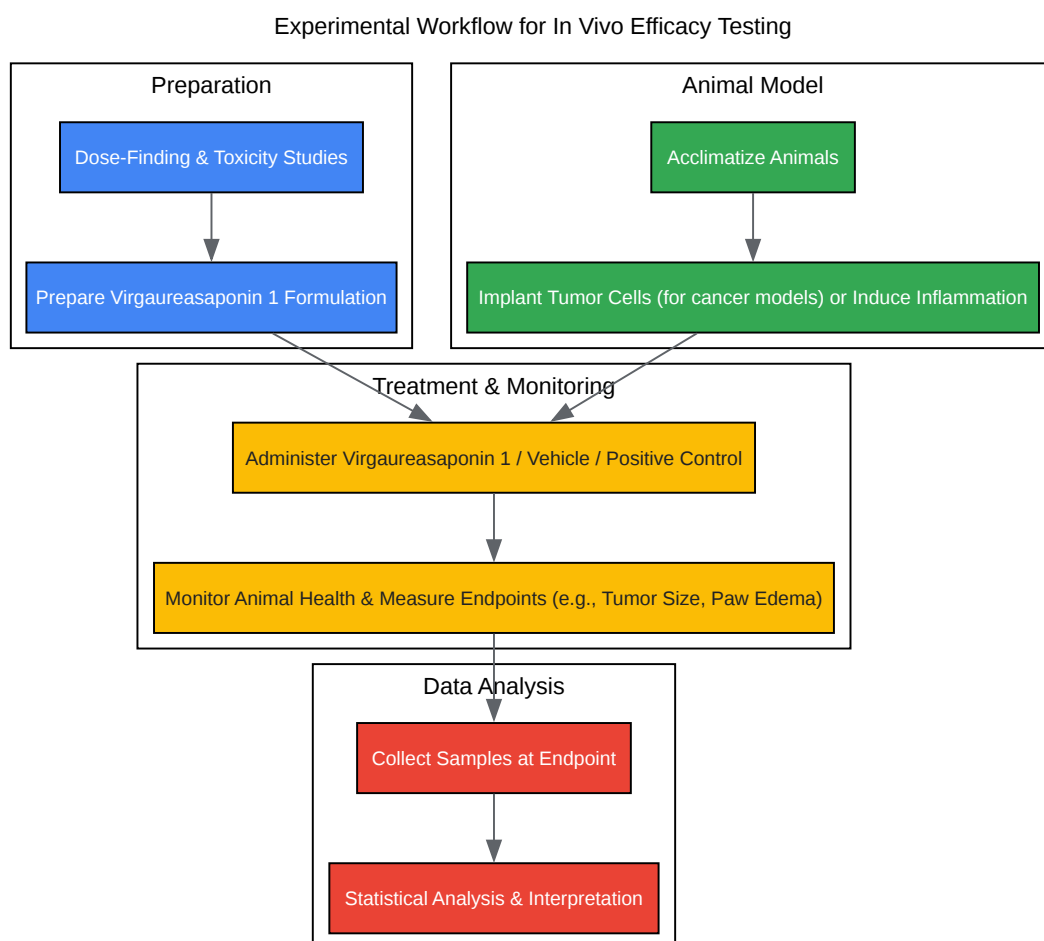 Experimental Workflow for In Vivo Efficacy Testing
Preparation
Dose-Finding & Toxicity Studies
Prepare Virgaureasaponin 1 Formulation
Animal Model
Acclimatize Animals
Implant Tumor Cells (for cancer models) or Induce Inflammation
Treatment & Monitoring
Administer Virgaureasaponin 1 / Vehicle / Positive Control
Monitor Animal Health & Measure Endpoints (e.g., Tumor Size, Paw Edema)
Data Analysis
Collect Samples at Endpoint
Statistical Analysis & Interpretation